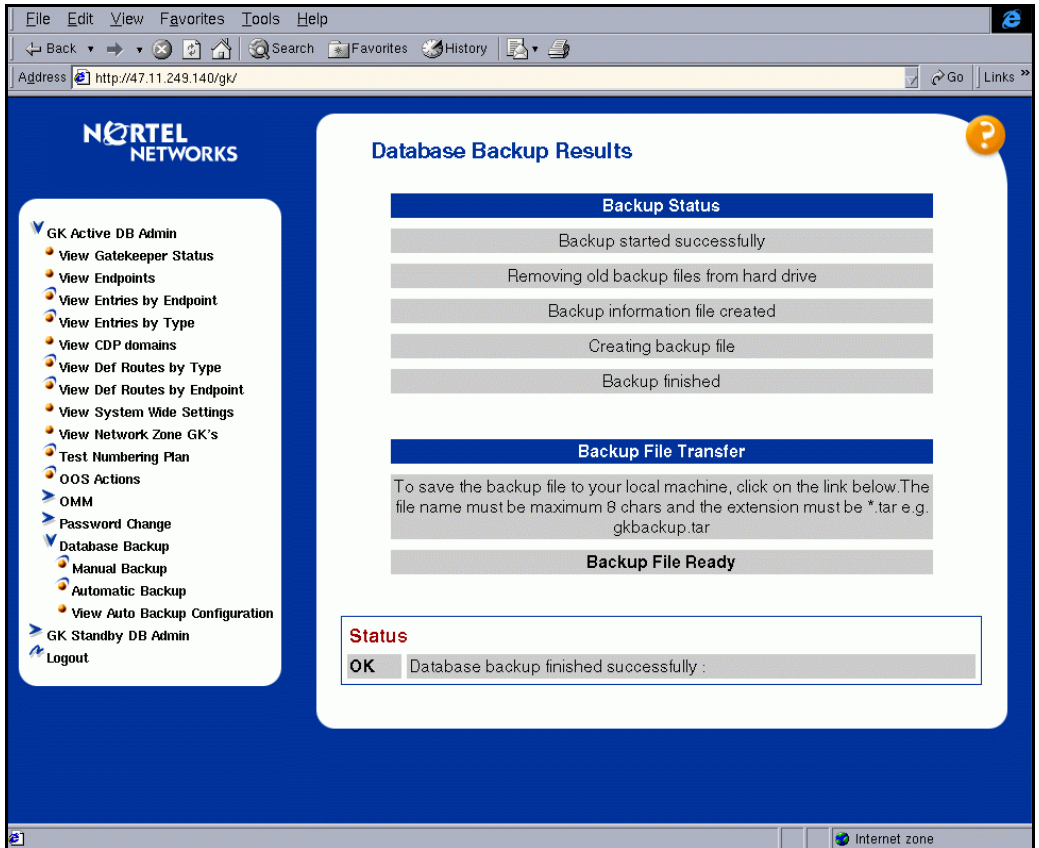 File Edit View Favorites Tools Help
Back Search Favorites History
Address http://47.11.249.140/gk/ Go Links »
NORTEL
NETWORKS
GK Active DB Admin
View Gatekeeper Status
View Endpoints
View Entries by Endpoint
View Entries by Type
View CDP domains
View Def Routes by Type
View Def Routes by Endpoint
View System Wide Settings
View Network Zone GK's
Test Numbering Plan
OOS Actions
OMM
Password Change
Database Backup
Manual Backup
Automatic Backup
View Auto Backup Configuration
GK Standby DB Admin
Logout
?
Database Backup Results
Backup Status
Backup started successfully
Removing old backup files from hard drive
Backup information file created
Creating backup file
Backup finished
Backup File Transfer
To save the backup file to your local machine, click on the link below.The
file name must be maximum 8 chars and the extension must be *.tar e.g.
gkbackup.tar
Backup File Ready
Status
OK Database backup finished successfully :
Internet zone